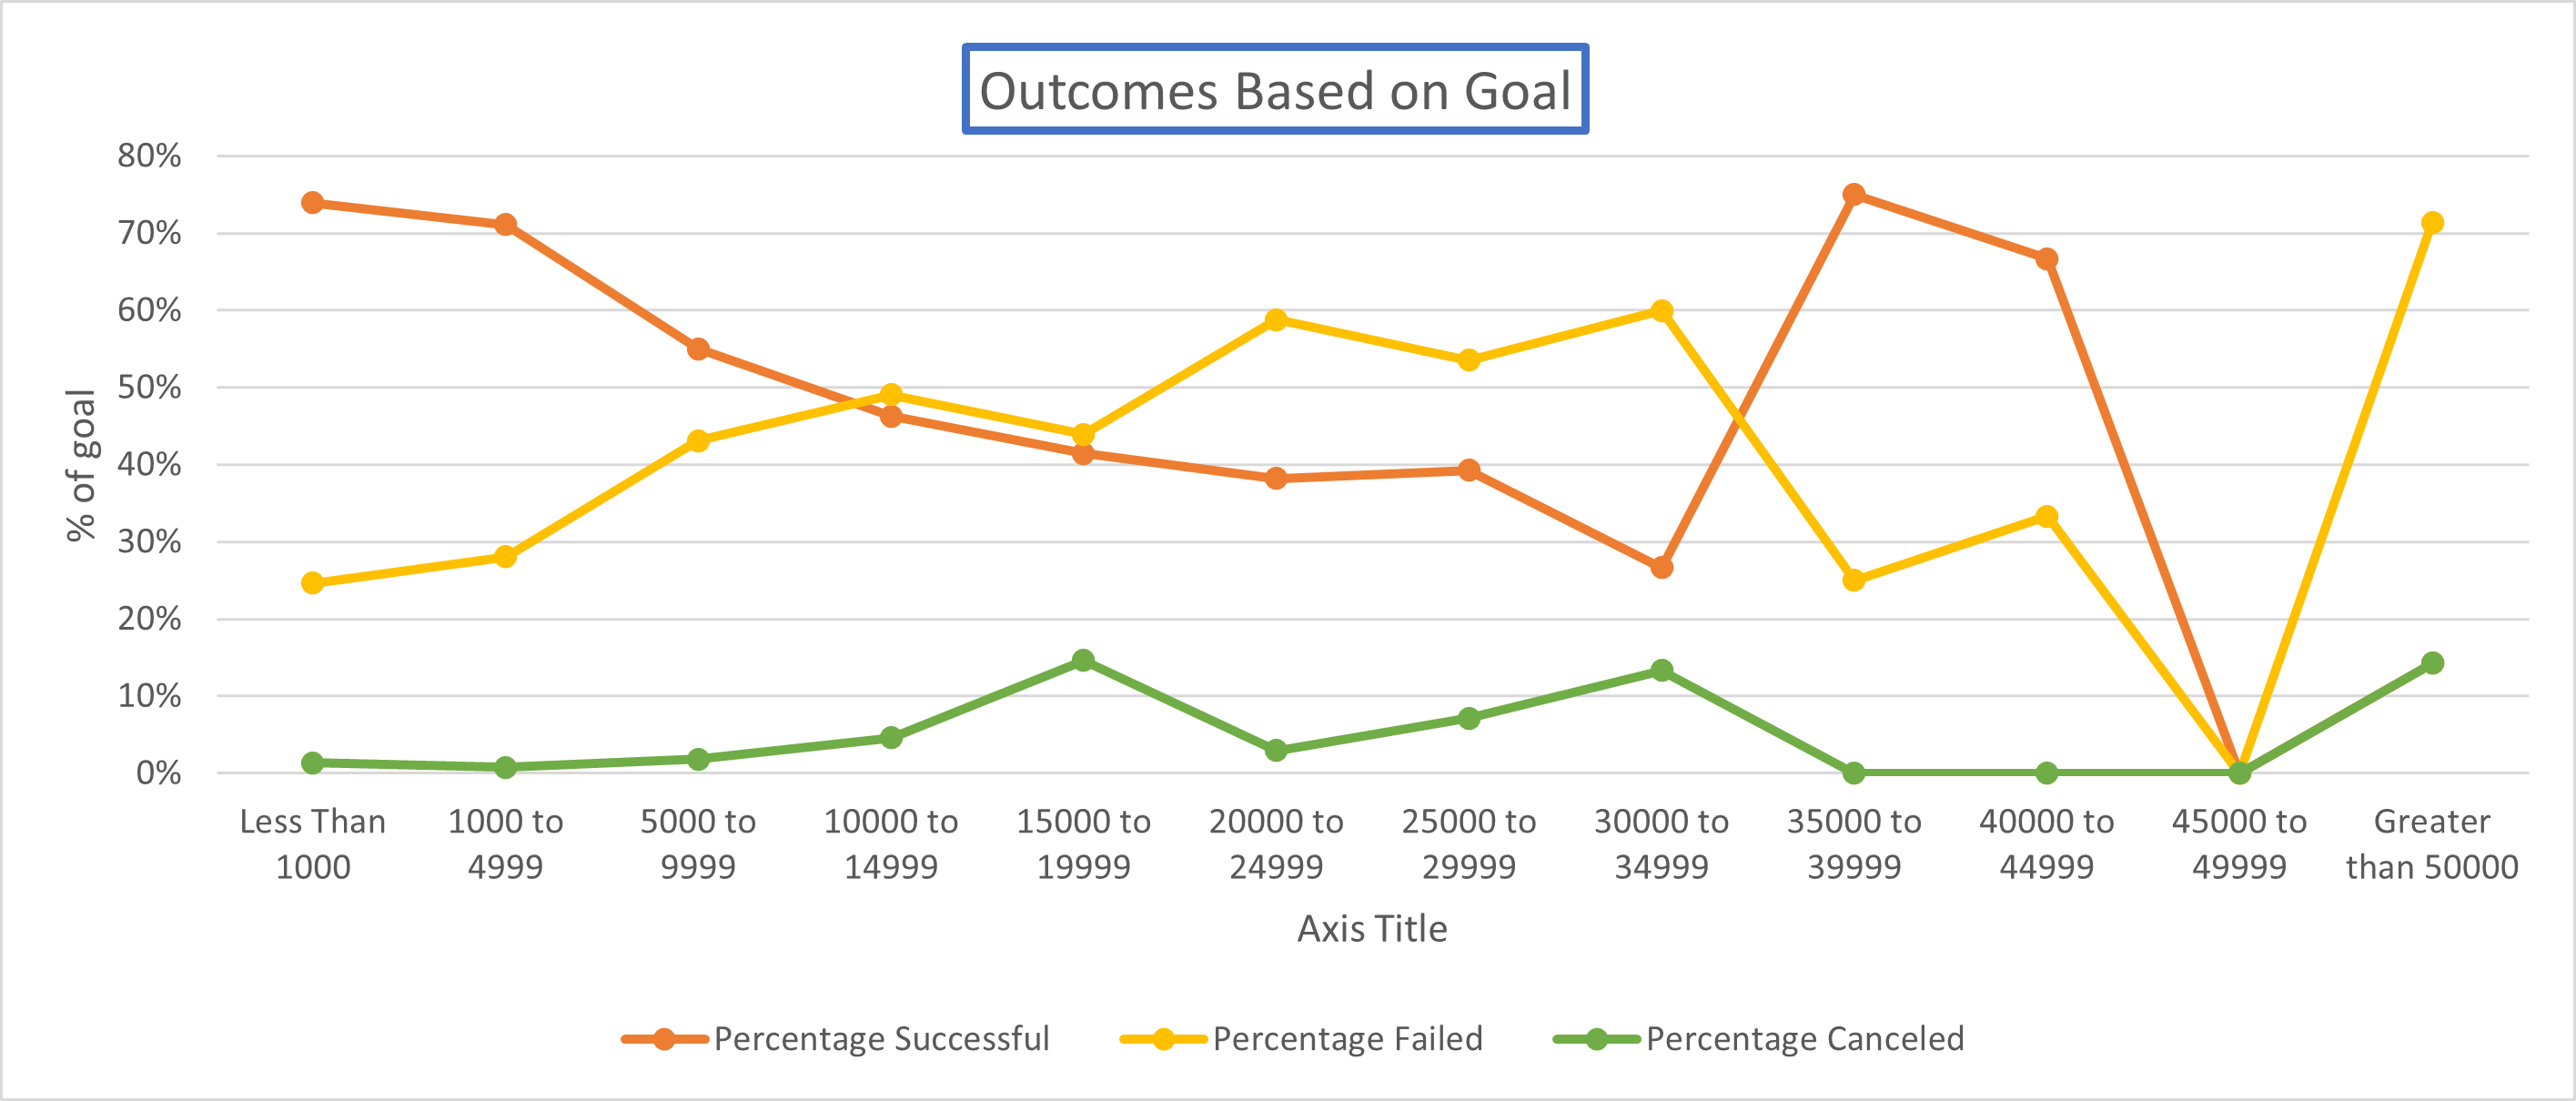 Outcomes Based on Goal
80%
70%
60%
50%
40%
30%
20%
10%
0%
% of goal
Less Than 1000 to 5000 to 10000 to 15000 to 20000 to 25000 to 30000 to 35000 to 40000 to 45000 to Greater
1000 4999 9999 14999 19999 24999 29999 34999 39999 44999 49999 than 50000
Axis Title
Percentage Successful Percentage Failed Percentage Canceled